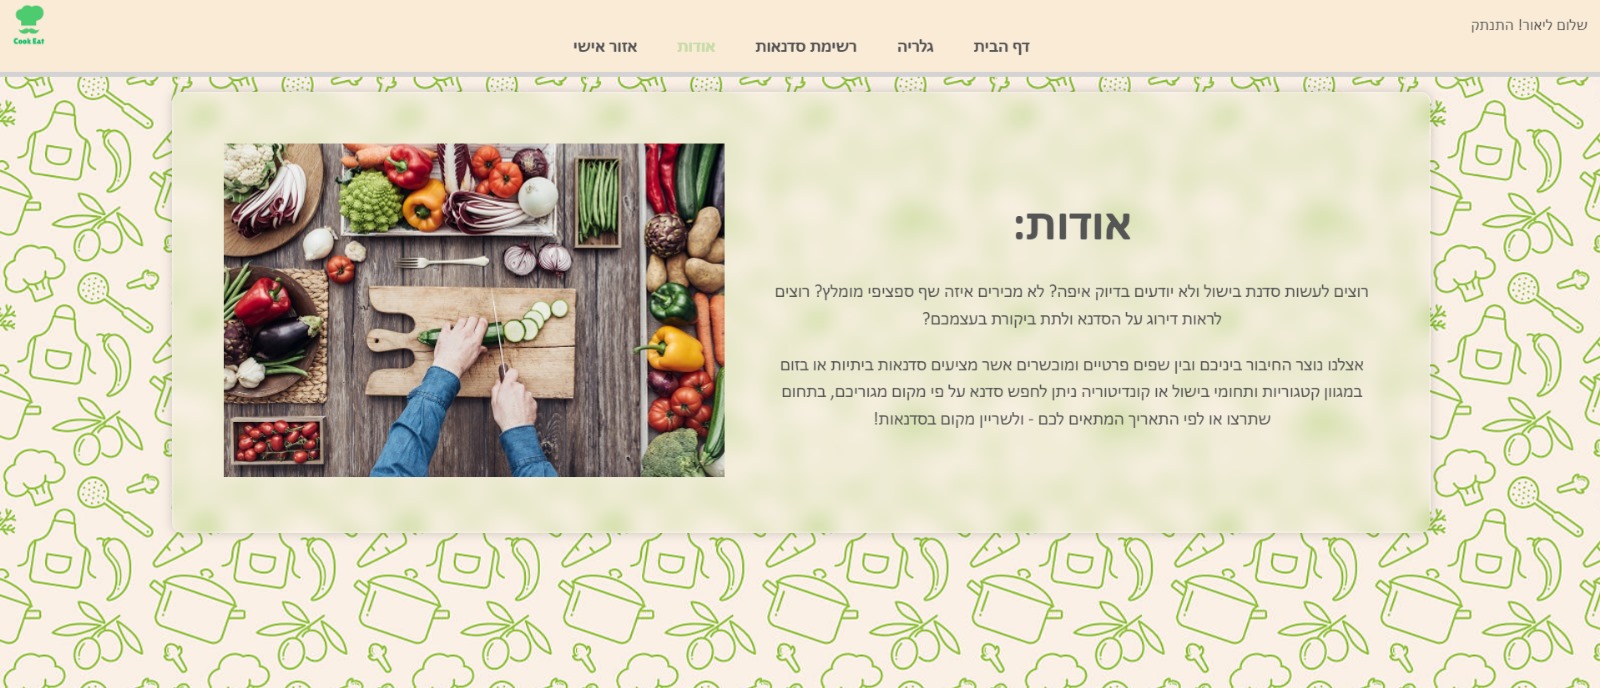 שלום ליאור! התנתק
Cook Eat
דף הבית גלריה רשימת סדנאות אודות אזור אישי
אודות:
רוצים לעשות סדנת בישול ולא יודעים בדיוק איפה? לא מכירים איזה שף ספציפי מומלץ? רוצים
לראות דירוג על הסדנא ולתת ביקורת בעצמכם?
אצלנו נוצר החיבור ביניכם ובין שפים פרטיים ומוכשרים אשר מציעים סדנאות ביתיות או בזום
במגוון קטגוריות ותחומי בישול או קונדיטוריה ניתן לחפש סדנא על פי מקום מגוריכם, בתחום
שתרצו או לפי התאריך המתאים לכם - ולשריין מקום בסדנאות!